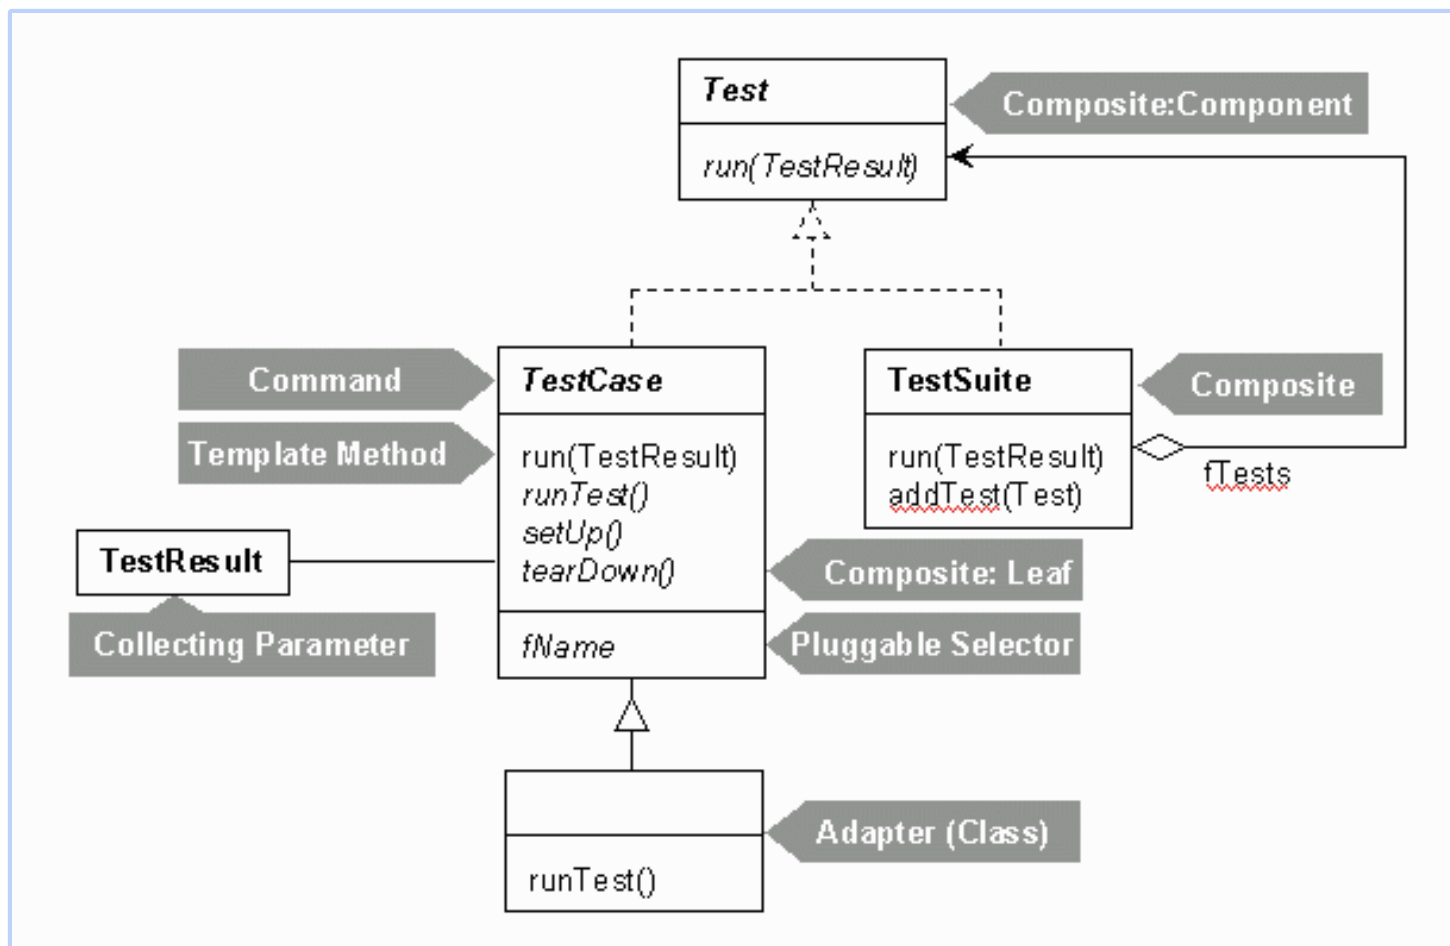 Test
Composite:Component
run(TestResult)
Command
TestCase
TestSuite
Composite
Template Method
run(TestResult)
runTest()
setUp()
tearDown()
run(TestResult)
addTest(Test)
fTests
TestResult
Composite: Leaf
Collecting Parameter
fName
Pluggable Selector
Adapter (Class)
runTest()